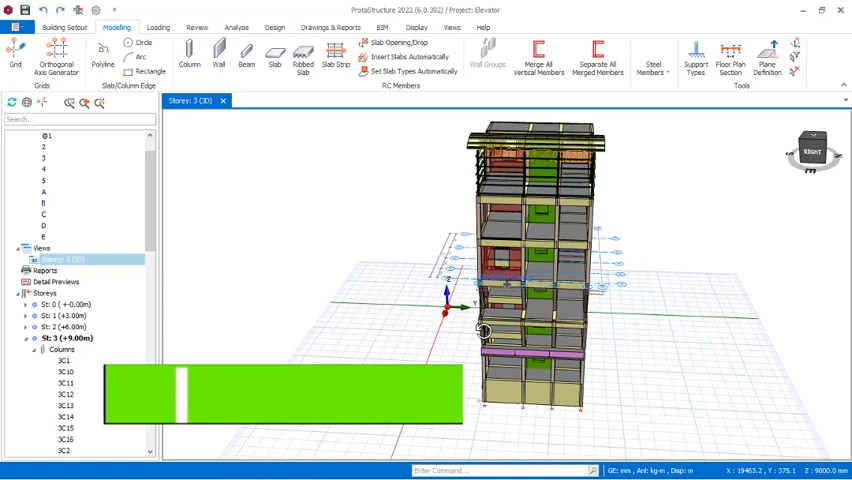 ProtaStructure 2022 (6.0.392) / Project: Elevator
Building Setout Modeling Loading Review Analysis Design Drawings & Reports BIM Display Views Help
Grid
Orthogonal Axis Generator
Grids
Polyline
Circle
Arc
Rectangle
Slab/Column Edge
Column
Wall
Beam
Slab
Ribbed Slab
Slab Strip
Slab Opening/Drop
Insert Slabs Automatically
Set Slab Types Automatically
RC Members
Wall Groups
Merge All Vertical Members
Separate All Merged Members
Steel Members
Support Types
Floor Plan Section
Plane Definition
Tools
Storey: 3 (3D)
Search...
@1
2
3
4
5
A
B
C
D
E
Views
Storey: 3 (3D)
Reports
Detail Previews
Storeys
St: 0 ( +-0.00m)
St: 1 (+3.00m)
St: 2 (+6.00m)
St: 3 (+9.00m)
Columns
3C1
3C10
3C11
3C12
3C13
3C14
3C15
3C16
3C2
RIGHT
Z
Y
Enter Command...
GE: mm , Anl: kg-m , Disp: m
X : 19463.2 , Y : 375.1
Z : 9000.0 mm